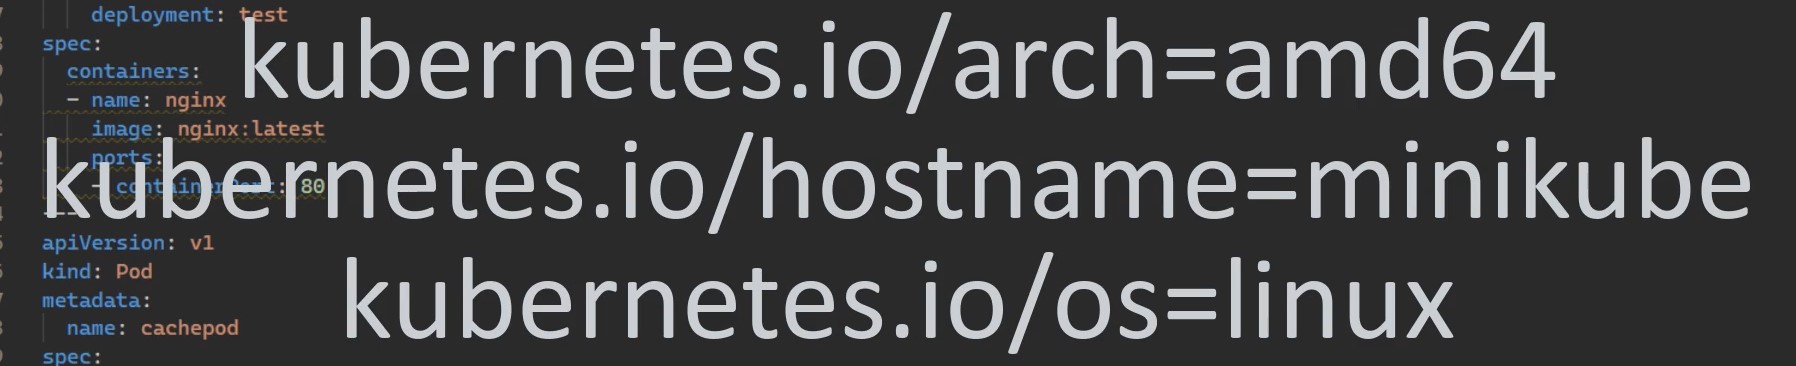 deployment: test
spec:
kubernetes.io/arch=amd64
containers:
- name: nginx
image: nginx:latest
ports:
kubernetes.io/hostname=minikube
- containerPort: 80
---
apiVersion: v1
kind: Pod
metadata:
kubernetes.io/os=linux
name: cachepod
spec: